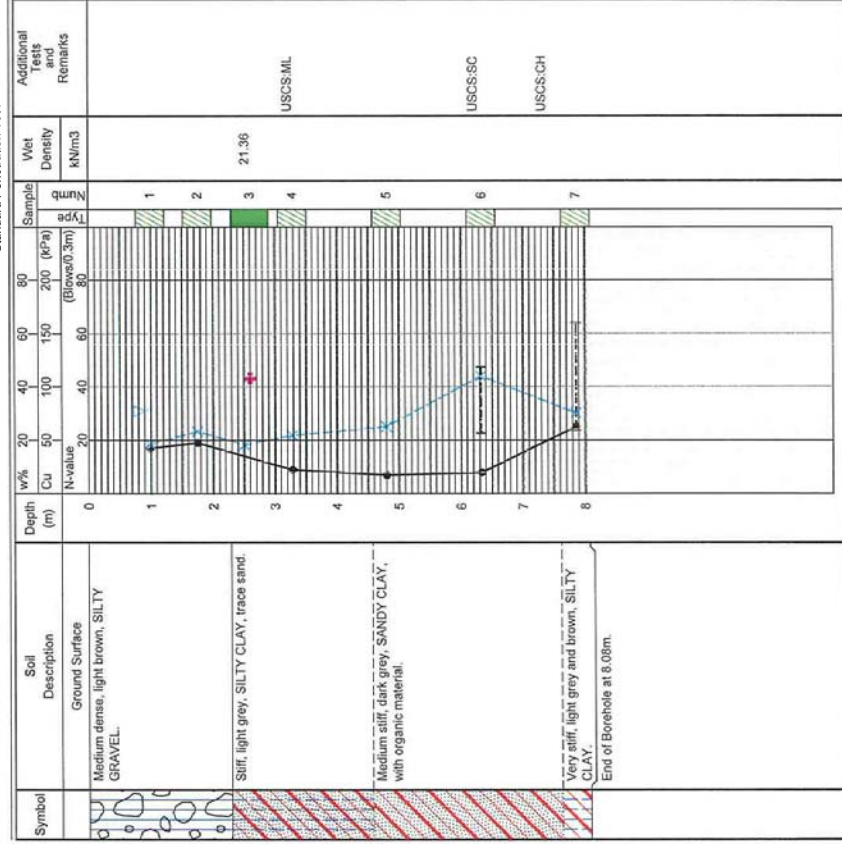 Symbol
Soil
Description
Depth
(m)
w%
20
40
60
80
Cu
50
100
150
200
(kPa)
N-value
20
40
60
80
(Blows/0.3m)
Sample
Type
Numb
Wet
Density
kN/m3
Additional
Tests
and
Remarks
Ground Surface
0
Medium dense, light brown, SILTY
GRAVEL.
1
1
2
2
Stiff, light grey, SILTY CLAY, trace sand.
3
21.36
3
4
USCS:ML
4
Medium stiff, dark grey, SANDY CLAY,
with organic material.
5
5
6
6
USCS:SC
7
USCS:CH
Very stiff, light grey and brown, SILTY
CLAY.
7
8
End of Borehole at 8.08m.